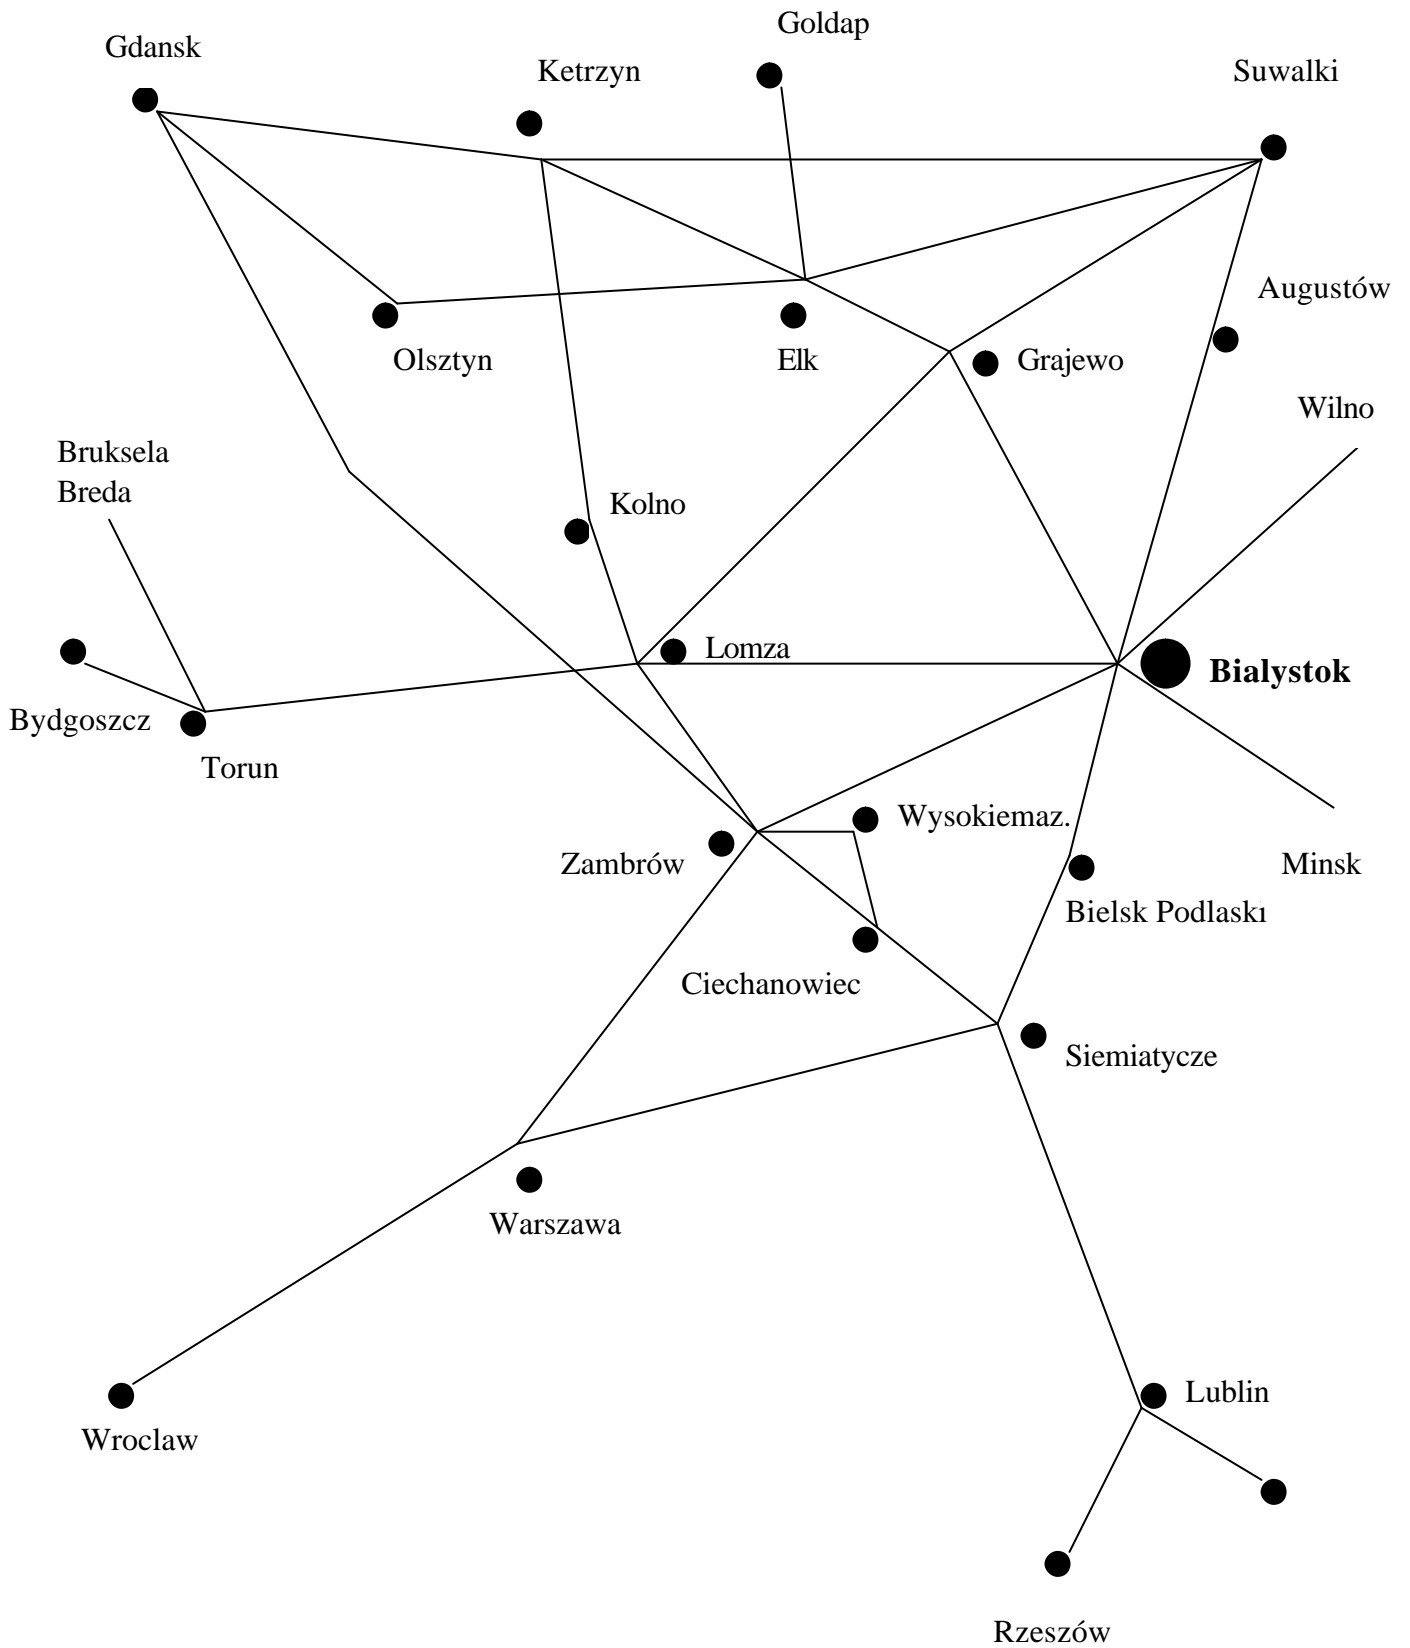 Goldap
Gdansk
Ketrzyn
Suwalki
Augustów
Olsztyn
Elk
Grajewo
Wilno
Bruksela
Breda
Kolno
Lomza
Bialystok
Bydgoszcz
Torun
Wysokiemaz.
Zambrów
Minsk
Bielsk Podlaski
Ciechanowiec
Siemiatycze
Warszawa
Lublin
Wroclaw
Rzeszów